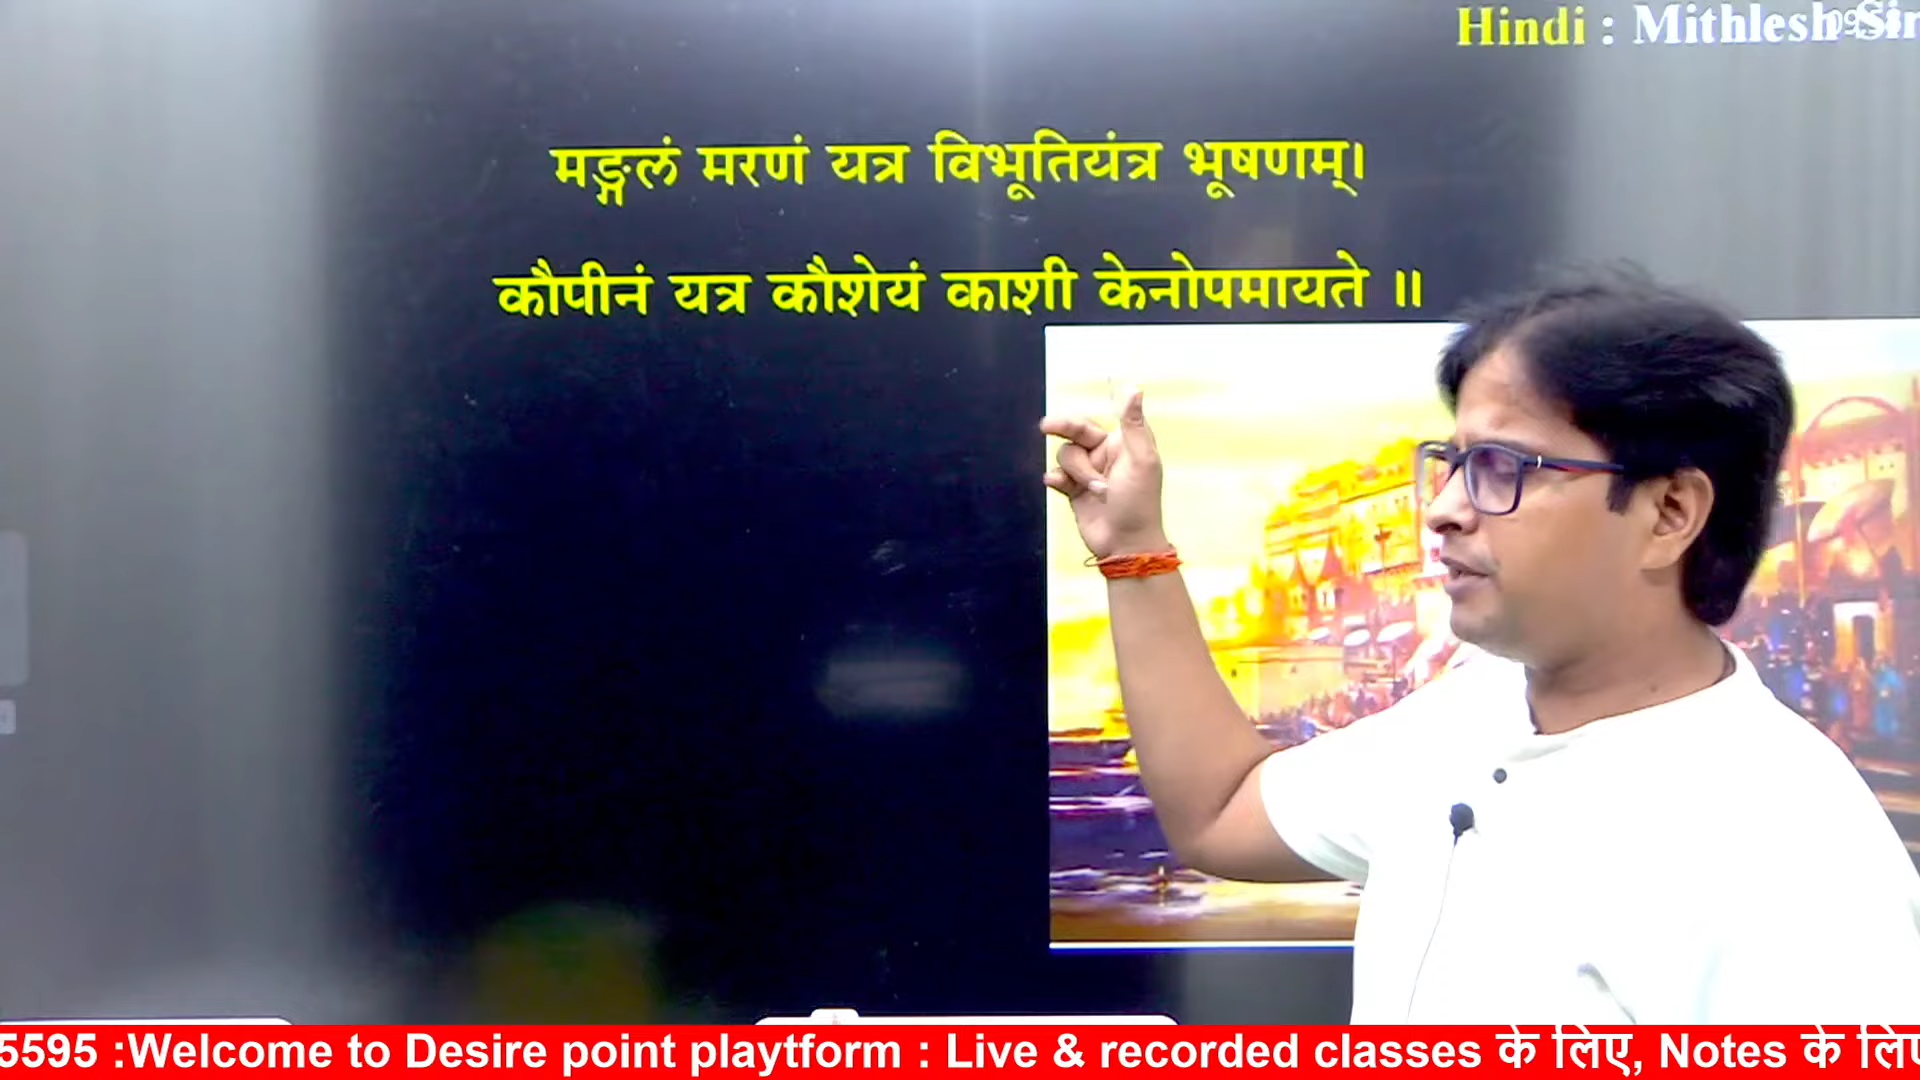 Hindi : Mithlesh Sir
मङ्गलं मरणं यत्र विभूतियंत्र भूषणम्।
कौपीनं यत्र कौशेयं काशी केनोपमायते ॥
5595 :Welcome to Desire point playtform : Live & recorded classes के लिए, Notes के